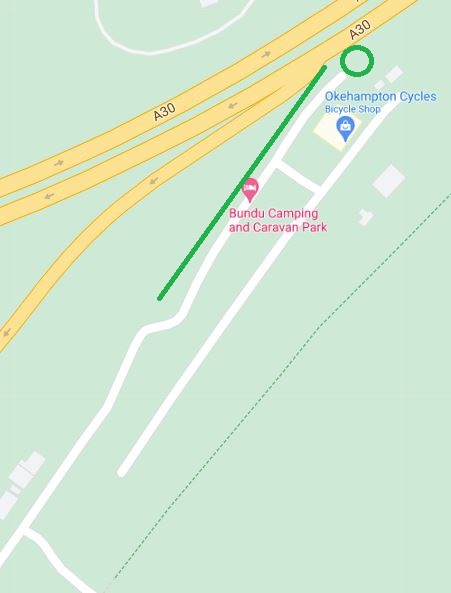 A30
A30
Okehampton Cycles
Bicycle Shop
Bundu Camping
and Caravan Park